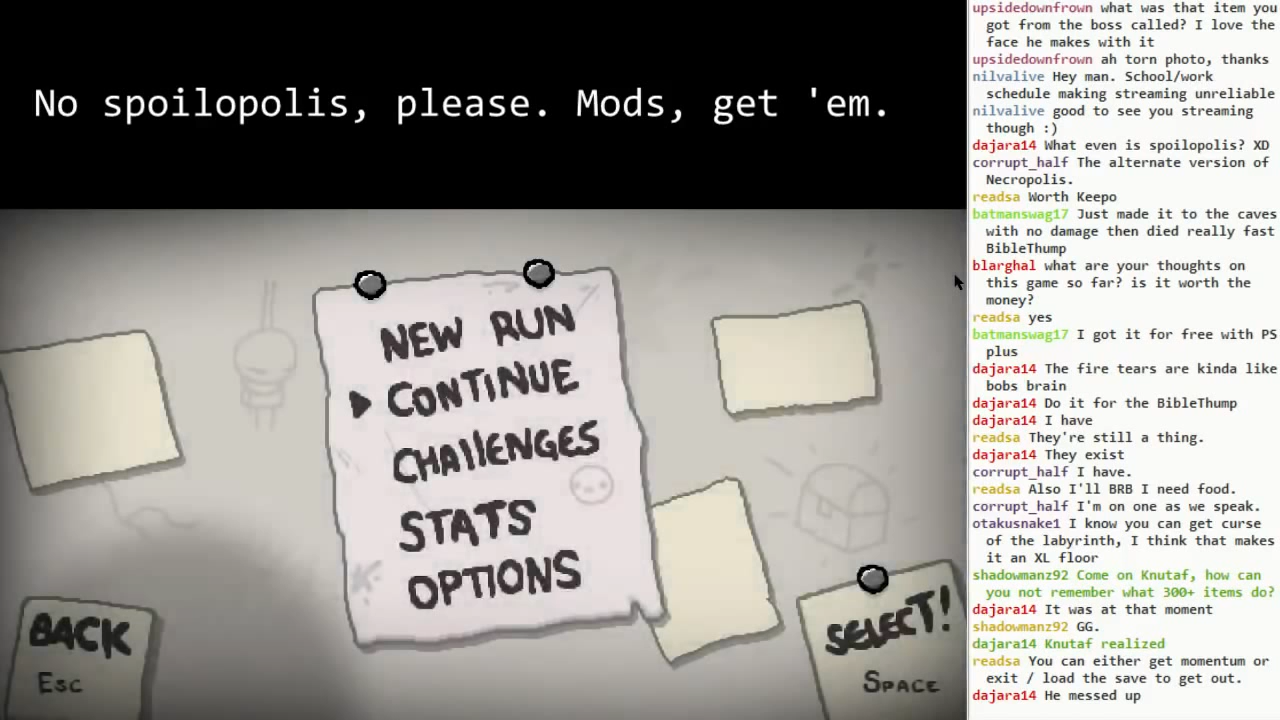 No spoilopolis, please. Mods, get 'em.
NEW RUN
CONTINUE
CHALLENGES
STATS
OPTIONS
BACK
ESC
SELECT!
SPACE
upsidedownfrown what was that item you
got from the boss called? I love the
face he makes with it
upsidedownfrown ah torn photo, thanks
nilvalive Hey man. School/work
schedule making streaming unreliable
nilvalive good to see you streaming
though :)
dajara14 What even is spoilopolis? XD
corrupt_half The alternate version of
Necropolis.
readsa Worth Keepo
batmanswag17 Just made it to the caves
with no damage then died really fast
BibleThump
blarghal what are your thoughts on
this game so far? is it worth the
money?
readsa yes
batmanswag17 I got it for free with PS
plus
dajara14 The fire tears are kinda like
bobs brain
dajara14 Do it for the BibleThump
dajara14 I have
readsa They're still a thing.
dajara14 They exist
corrupt_half I have.
readsa Also I'll BRB I need food.
corrupt_half I'm on one as we speak.
otakusnake1 I know you can get curse
of the labyrinth, I think that makes
it an XL floor
shadowmanz92 Come on Knutaf, how can
you not remember what 300+ items do?
dajara14 It was at that moment
shadowmanz92 GG.
dajara14 Knutaf realized
readsa You can either get momentum or
exit / load the save to get out.
dajara14 He messed up